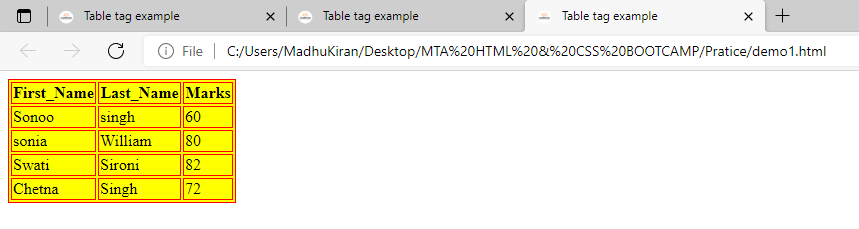 Table tag example Table tag example Table tag example
File C:/Users/MadhuKiran/Desktop/MTA%20HTML%20&%20CSS%20BOOTCAMP/Pratice/demo1.html
First_Name Last_Name Marks
Sonoo singh 60
sonia William 80
Swati Sironi 82
Chetna Singh 72